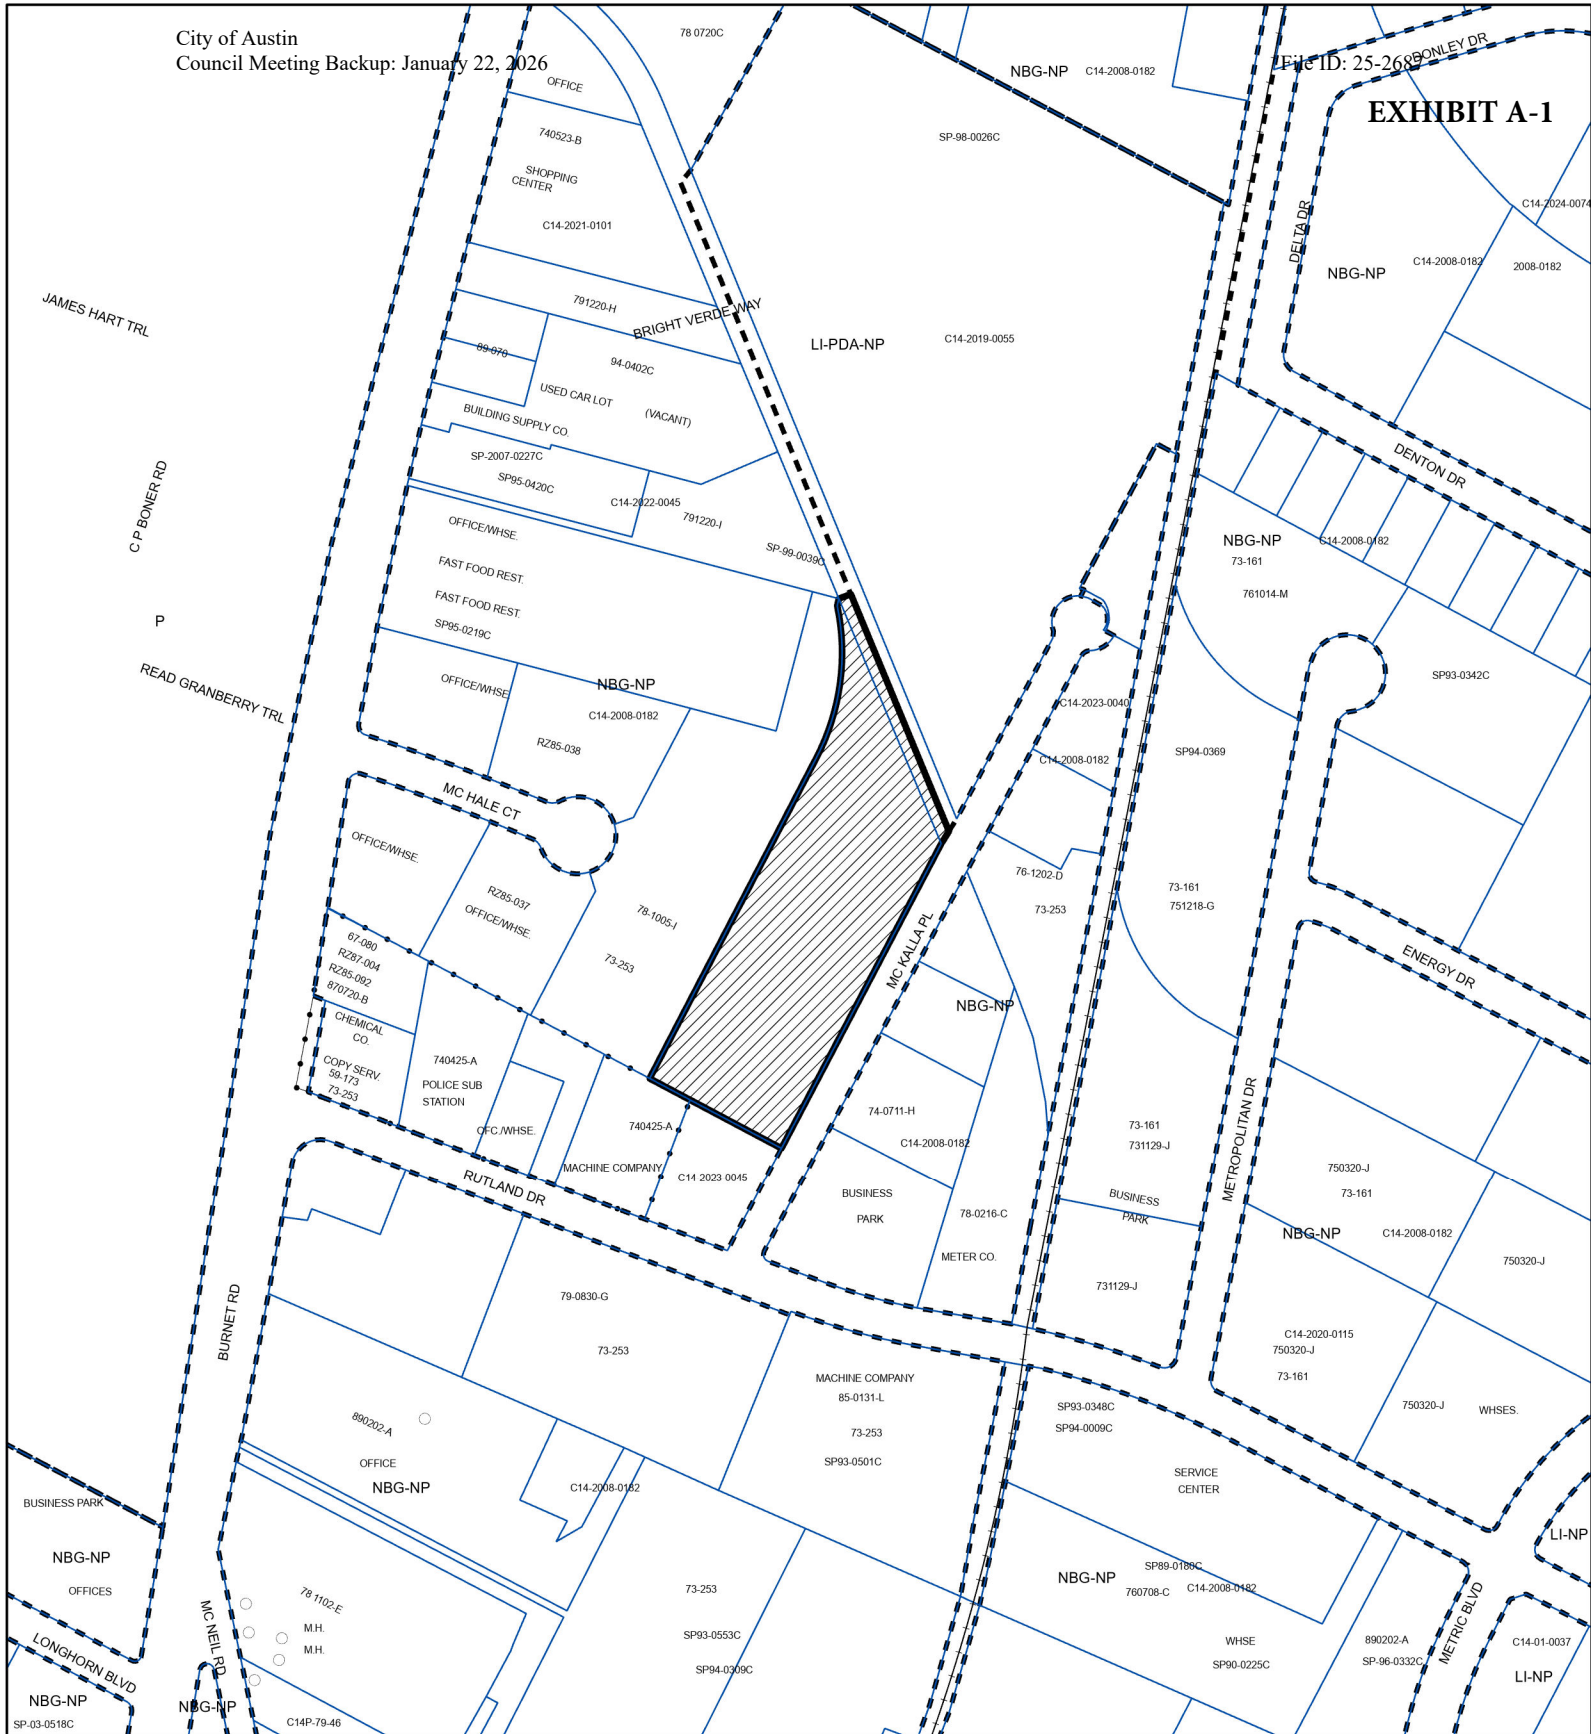 City of Austin
Council Meeting Backup: January 22, 2026
File ID: 25-2687
EXHIBIT A-1
78 0720C
OFFICE
NBG-NP
C14-2008-0182
DONLEY DR
740523-B
SHOPPING
CENTER
C14-2021-0101
SP-98-0026C
C14-2024-0074
DELTA DR
NBG-NP
C14-2008-0182
2008-0182
JAMES HART TRL
791220-H
BRIGHT VERDE WAY
LI-PDA-NP
C14-2019-0055
89-070
94-0402C
USED CAR LOT
(VACANT)
BUILDING SUPPLY CO.
SP-2007-0227C
SP95-0420C
C14-2022-0045
791220-I
SP-99-0039C
DENTON DR
C P BONER RD
OFFICE/WHSE.
FAST FOOD REST.
FAST FOOD REST.
SP95-0219C
NBG-NP
C14-2008-0182
73-161
761014-M
P
READ GRANBERRY TRL
OFFICE/WHSE
NBG-NP
C14-2008-0182
RZ85-038
SP93-0342C
C14-2023-0040
C14-2008-0182
SP94-0369
MC HALE CT
OFFICE/WHSE.
RZ85-037
OFFICE/WHSE.
78-1005-I
73-253
76-1202-D
73-253
73-161
751218-G
MC KALLA PL
ENERGY DR
67-080
RZ87-004
RZ85-092
870720-B
CHEMICAL
CO.
COPY SERV.
59-173
73-253
740425-A
POLICE SUB
STATION
OFC./WHSE.
NBG-NP
740425-A
MACHINE COMPANY
C14 2023 0045
74-0711-H
C14-2008-0182
73-161
731129-J
METROPOLITAN DR
750320-J
73-161
RUTLAND DR
BUSINESS
PARK
78-0216-C
METER CO.
BUSINESS
PARK
731129-J
NBG-NP
C14-2008-0182
750320-J
BURNET RD
79-0830-G
73-253
C14-2020-0115
750320-J
73-161
MACHINE COMPANY
85-0131-L
73-253
SP93-0501C
SP93-0348C
SP94-0009C
750320-J
WHSES.
890202-A
OFFICE
NBG-NP
C14-2008-0182
SERVICE
CENTER
BUSINESS PARK
NBG-NP
OFFICES
LI-NP
78 1102-E
M.H.
M.H.
MC NEIL RD
73-253
SP93-0553C
SP94-0309C
NBG-NP
SP89-0180C
760708-C
C14-2008-0182
METRIC BLVD
WHSE
SP90-0225C
890202-A
SP-96-0332C
C14-01-0037
LI-NP
LONGHORN BLVD
NBG-NP
SP-03-0518C
NBG-NP
C14P-79-46